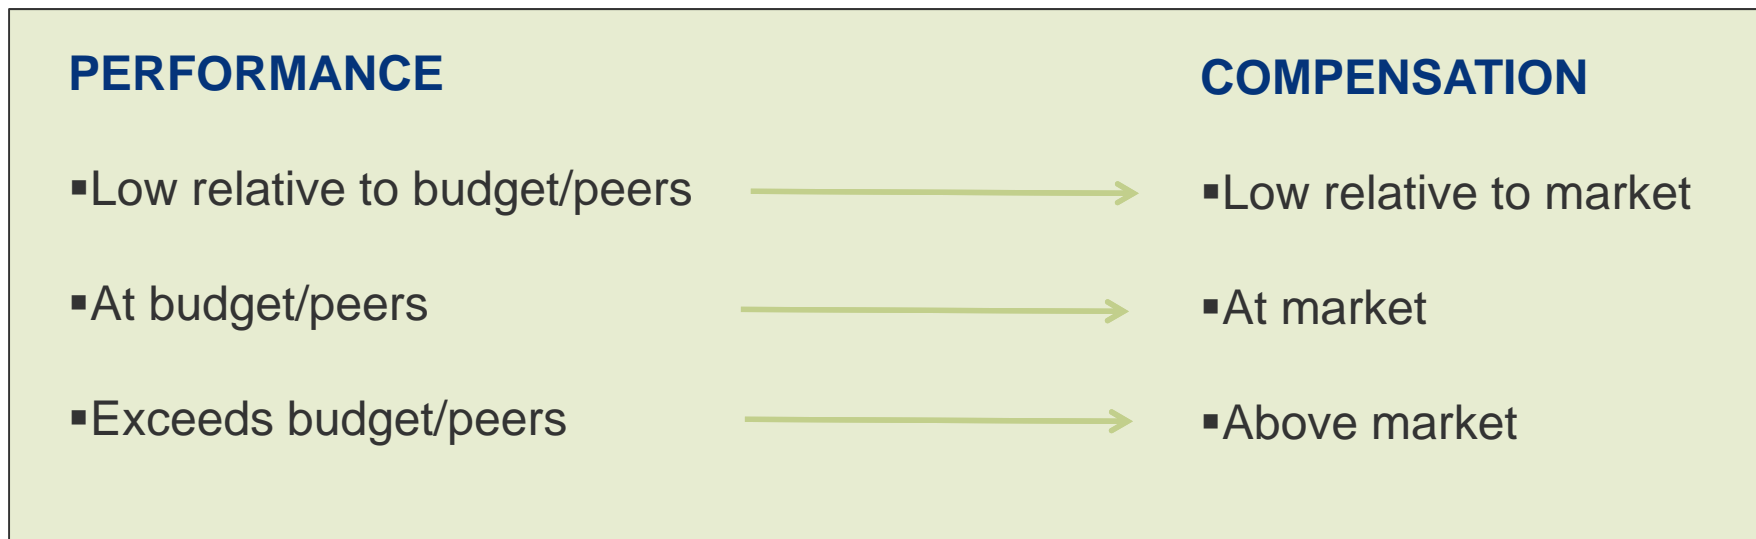 PERFORMANCE
COMPENSATION
▪Low relative to budget/peers
▪Low relative to market
▪At budget/peers
▪At market
▪Exceeds budget/peers
▪Above market